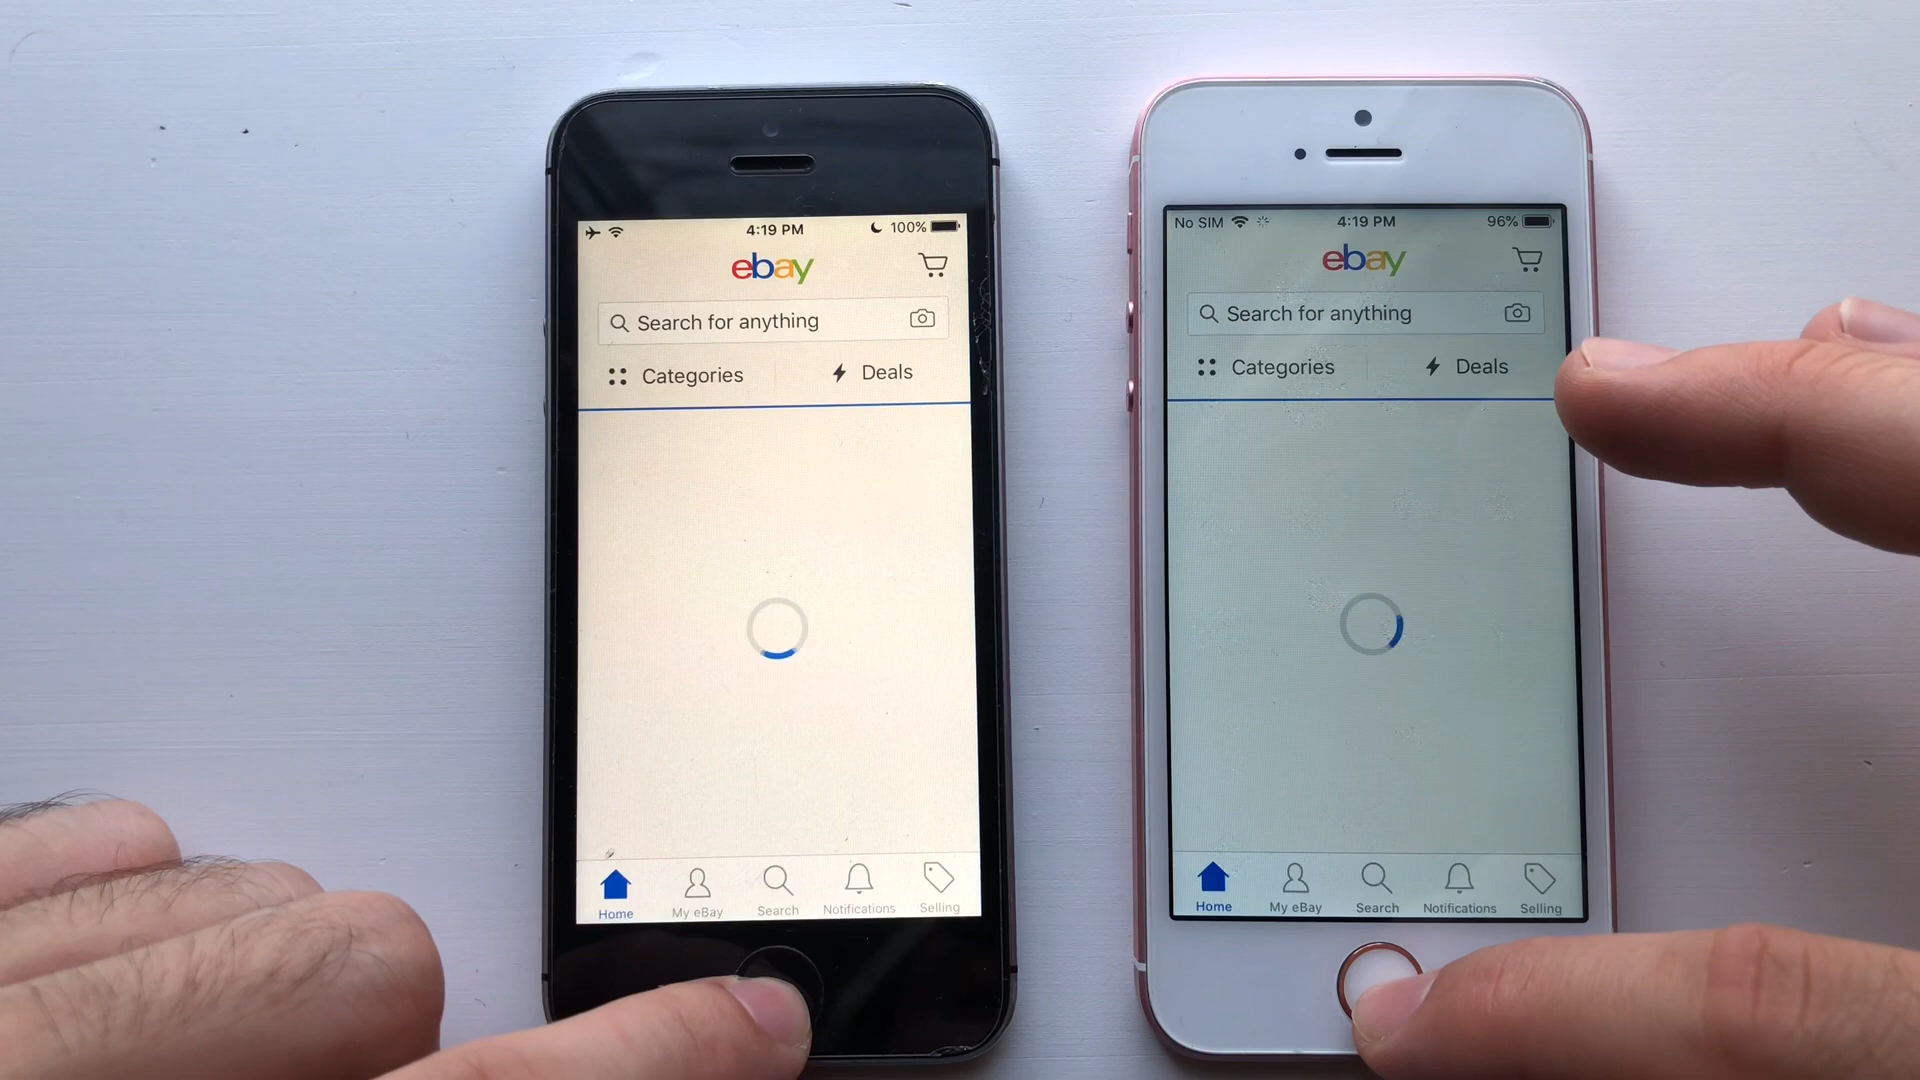 4:19 PM 100%
ebay
Search for anything
Categories Deals
Home My eBay Search Notifications Selling
No SIM 4:19 PM 96%
ebay
Search for anything
Categories Deals
Home My eBay Search Notifications Selling